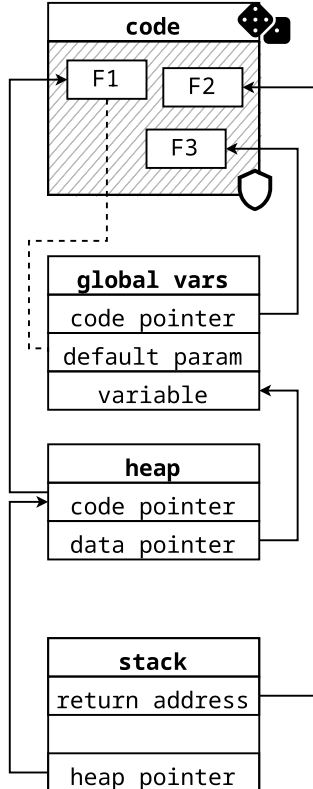 code
F1
F2
F3
global vars
code pointer
default param
variable
heap
code pointer
data pointer
stack
return address
heap pointer